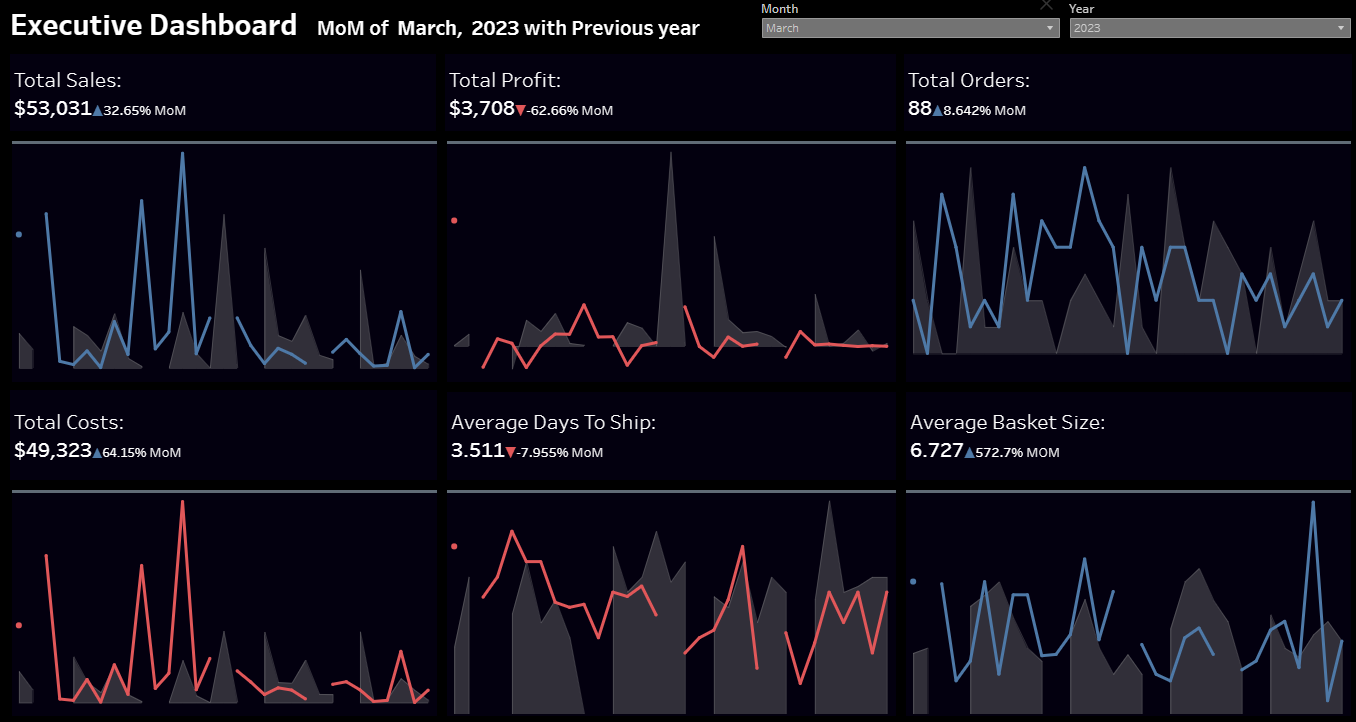 Executive Dashboard MoM of March, 2023 with Previous year
Month
March
Year
2023
Total Sales:
$53,031▲32.65% MoM
Total Profit:
$3,708▼-62.66% MoM
Total Orders:
88▲8.642% MoM
Total Costs:
$49,323▲64.15% MoM
Average Days To Ship:
3.511▼-7.955% MoM
Average Basket Size:
6.727▲572.7% MOM